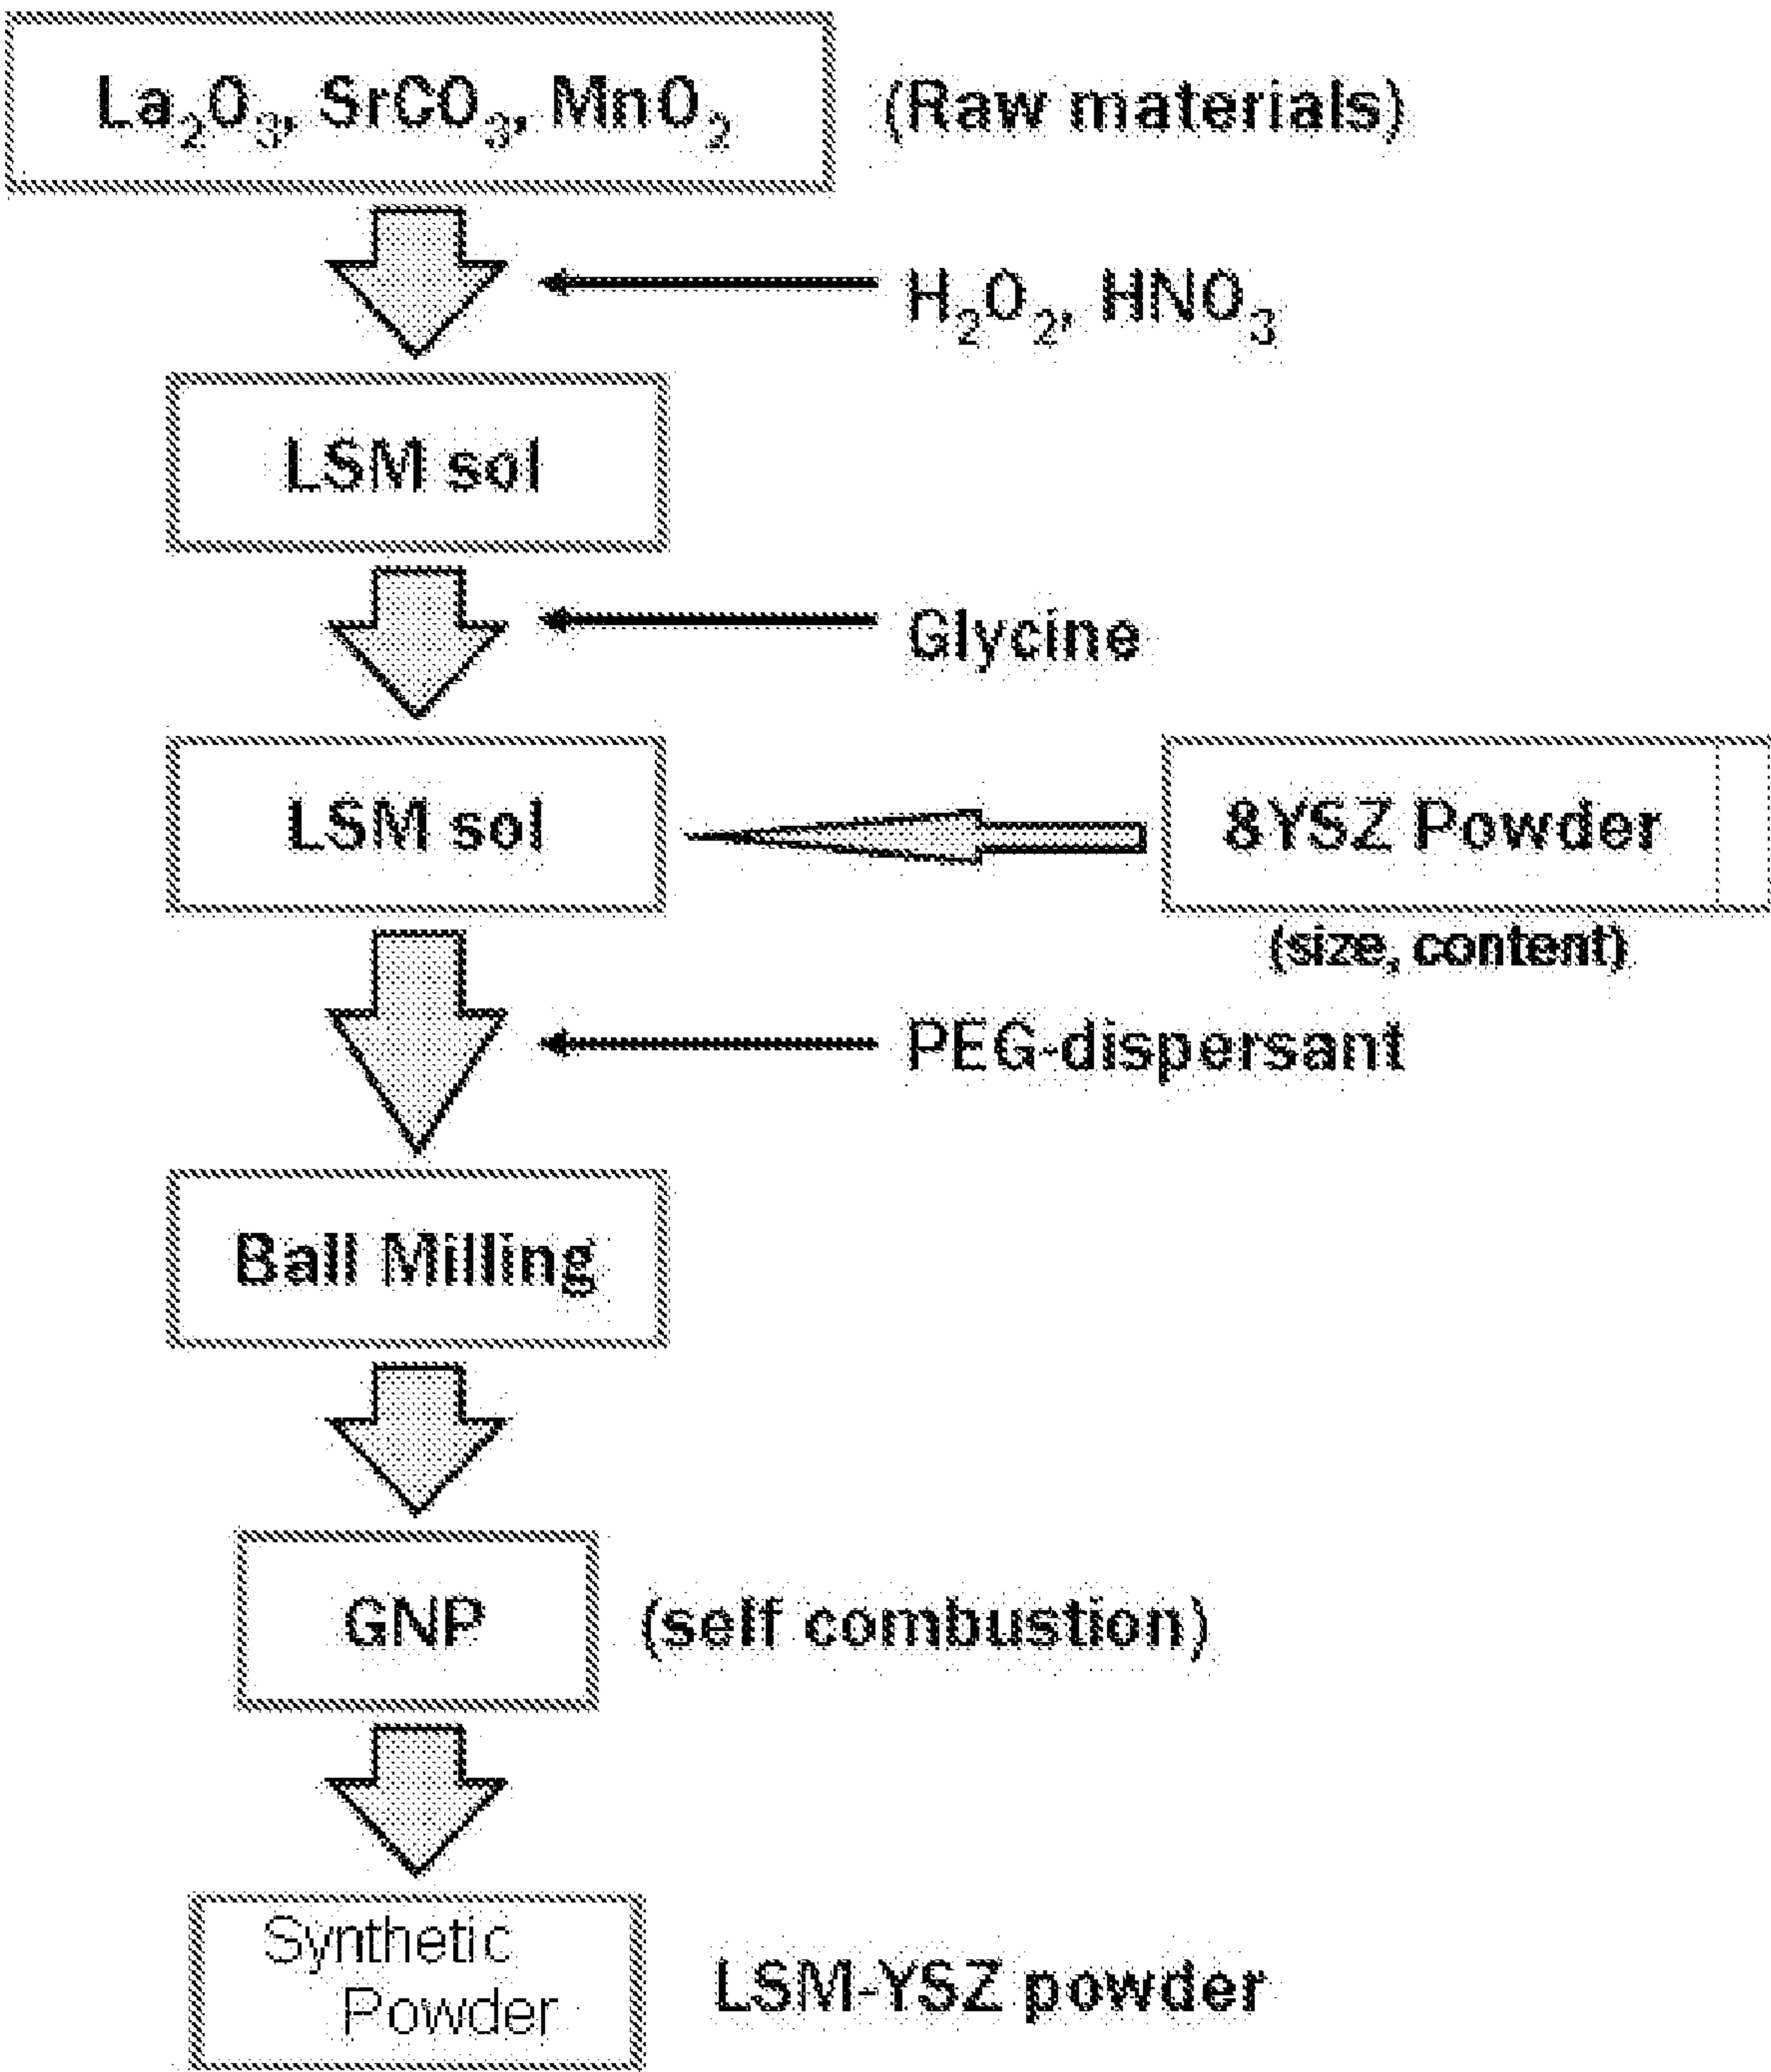 La₂O₃, SrCO₃, MnO₂ (Raw materials)
H₂O₂, HNO₃
LSM sol
Glycine
LSM sol
8YSZ Powder
(size, content)
PEG-dispersant
Ball Milling
GNP (self combustion)
Synthetic
Powder
LSM-YSZ powder